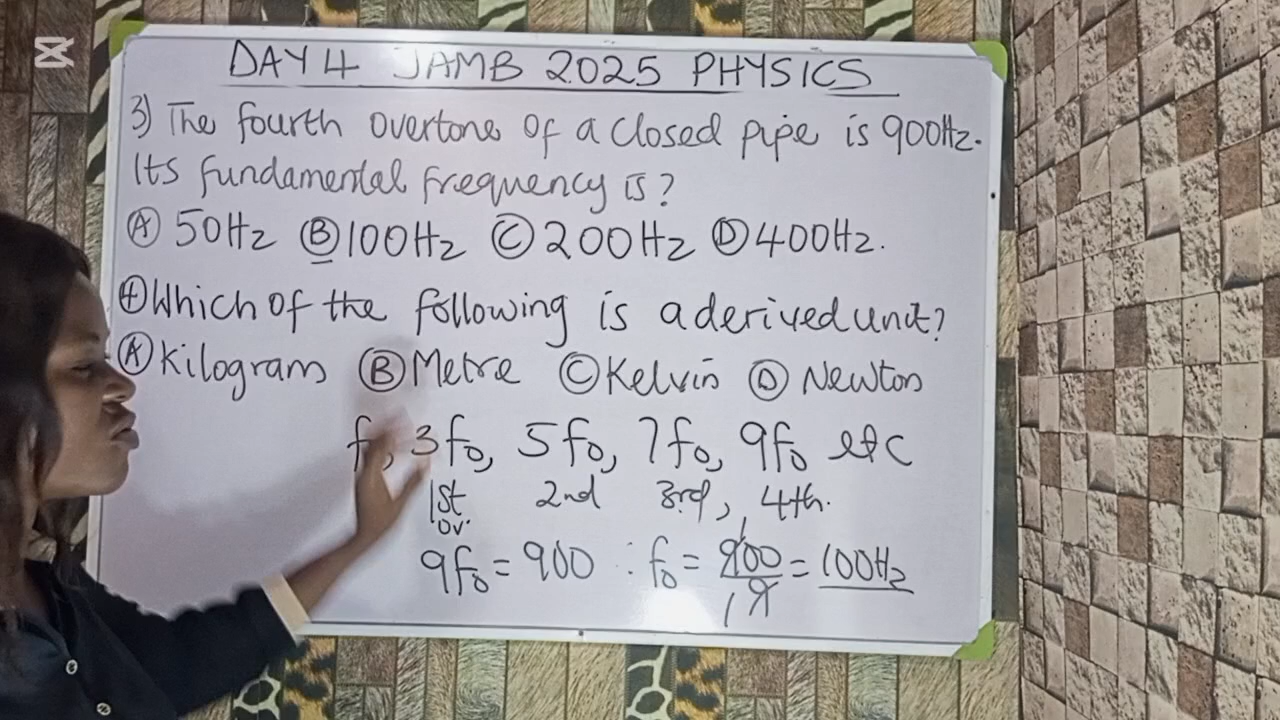 DAY 4 JAMB 2025 PHYSICS
3) The fourth overtone of a closed pipe is 900Hz.
Its fundamental frequency is?
Ⓐ 50Hz Ⓑ 100Hz Ⓒ 200Hz Ⓓ 400Hz.
④ Which of the following is a derived unit?
Ⓐ Kilogram Ⓑ Metre Ⓒ Kelvin Ⓓ Newton
f, 3f₀, 5f₀, 7f₀, 9f₀ etc
1st 2nd 3rd, 4th.
ov.
9f₀ = 900 ∴ f₀ = 900/9 = 100Hz
1
1